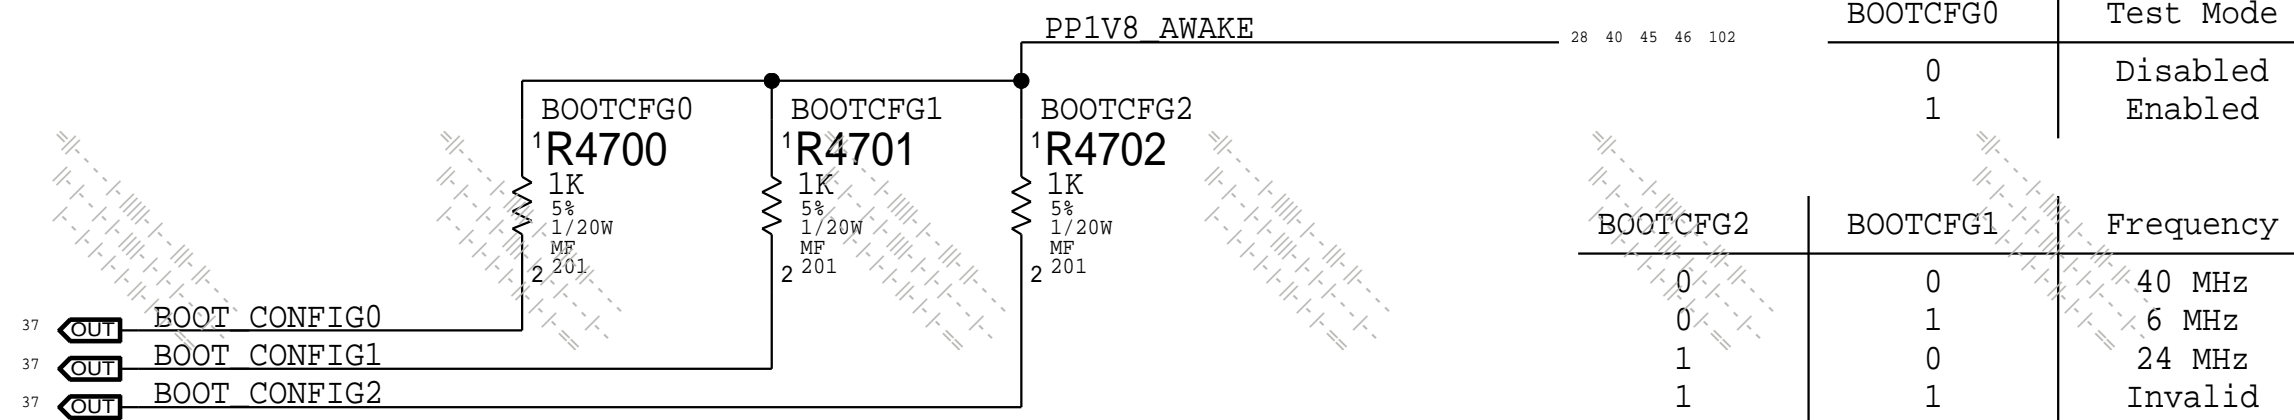 PP1V8_AWAKE
28 40 45 46 102
BOOTCFG0 Test Mode
0 Disabled
1 Enabled
BOOTCFG0
1 R4700
1K
5%
1/20W
MF
201
2
BOOTCFG1
1 R4701
1K
5%
1/20W
MF
201
2
BOOTCFG2
1 R4702
1K
5%
1/20W
MF
201
2
BOOTCFG2 BOOTCFG1 Frequency
0 0 40 MHz
0 1 6 MHz
1 0 24 MHz
1 1 Invalid
37 OUT BOOT_CONFIG0
37 OUT BOOT_CONFIG1
37 OUT BOOT_CONFIG2